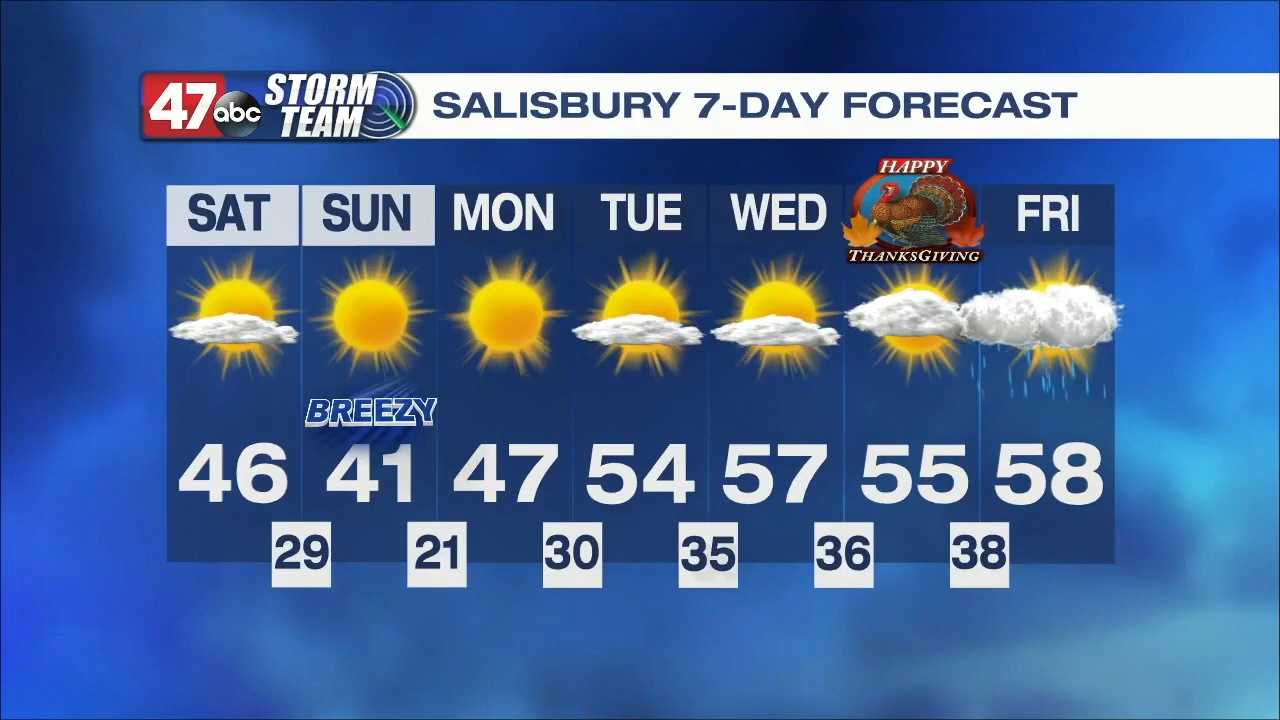 47 abc STORM TEAM
SALISBURY 7-DAY FORECAST
SAT SUN MON TUE WED HAPPY THANKSGIVING FRI
BREEZY
46 41 47 54 57 55 58
29 21 30 35 36 38